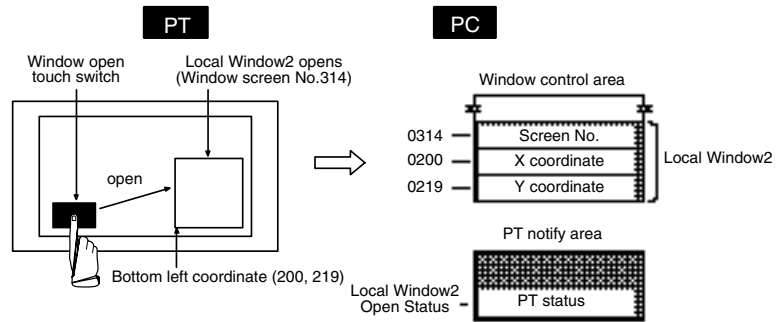 PT
PC
Window open
touch switch
Local Window2 opens
(Window screen No.314)
open
Bottom left coordinate (200, 219)
Window control area
0314
Screen No.
0200
X coordinate
0219
Y coordinate
Local Window2
PT notify area
Local Window2
Open Status
PT status